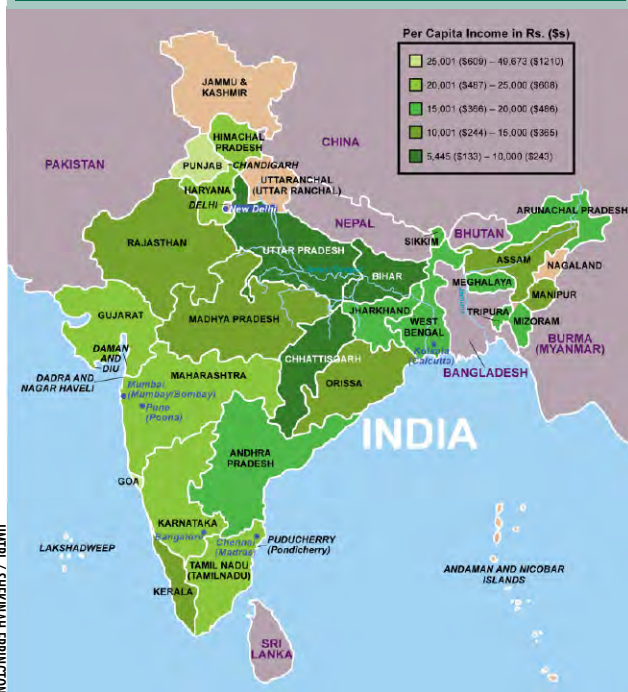 Per Capita Income in Rs. ($s)
25,001 ($609) – 49,673 ($1210)
20,001 ($487) – 25,000 ($608)
15,001 ($366) – 20,000 ($486)
10,001 ($244) – 15,000 ($365)
5,445 ($133) – 10,000 ($243)
JAMMU &
KASHMIR
HIMACHAL
PRADESH
CHINA
PAKISTAN
PUNJAB
CHANDIGARH
UTTARANCHAL
(UTTAR RANCHAL)
HARYANA
DELHI
New Delhi
NEPAL
ARUNACHAL PRADESH
BHUTAN
SIKKIM
RAJASTHAN
UTTAR PRADESH
ASSAM
NAGALAND
BIHAR
MEGHALAYA
MANIPUR
GUJARAT
MADHYA PRADESH
JHARKHAND
WEST
BENGAL
TRIPURA
MIZORAM
BURMA
(MYANMAR)
DAMAN
AND
DIU
CHHATTISGARH
Kolkata
(Calcutta)
BANGLADESH
DADRA AND
NAGAR HAVELI
MAHARASHTRA
ORISSA
Mumbai
(Mumbay/Bombay)
Pune
(Poona)
INDIA
ANDHRA
PRADESH
GOA
KARNATAKA
Bangalore
Chennai
(Madras)
PUDUCHERRY
(Pondicherry)
LAKSHADWEEP
TAMIL NADU
(TAMILNADU)
ANDAMAN AND NICOBAR
ISLANDS
KERALA
SRI
LANKA